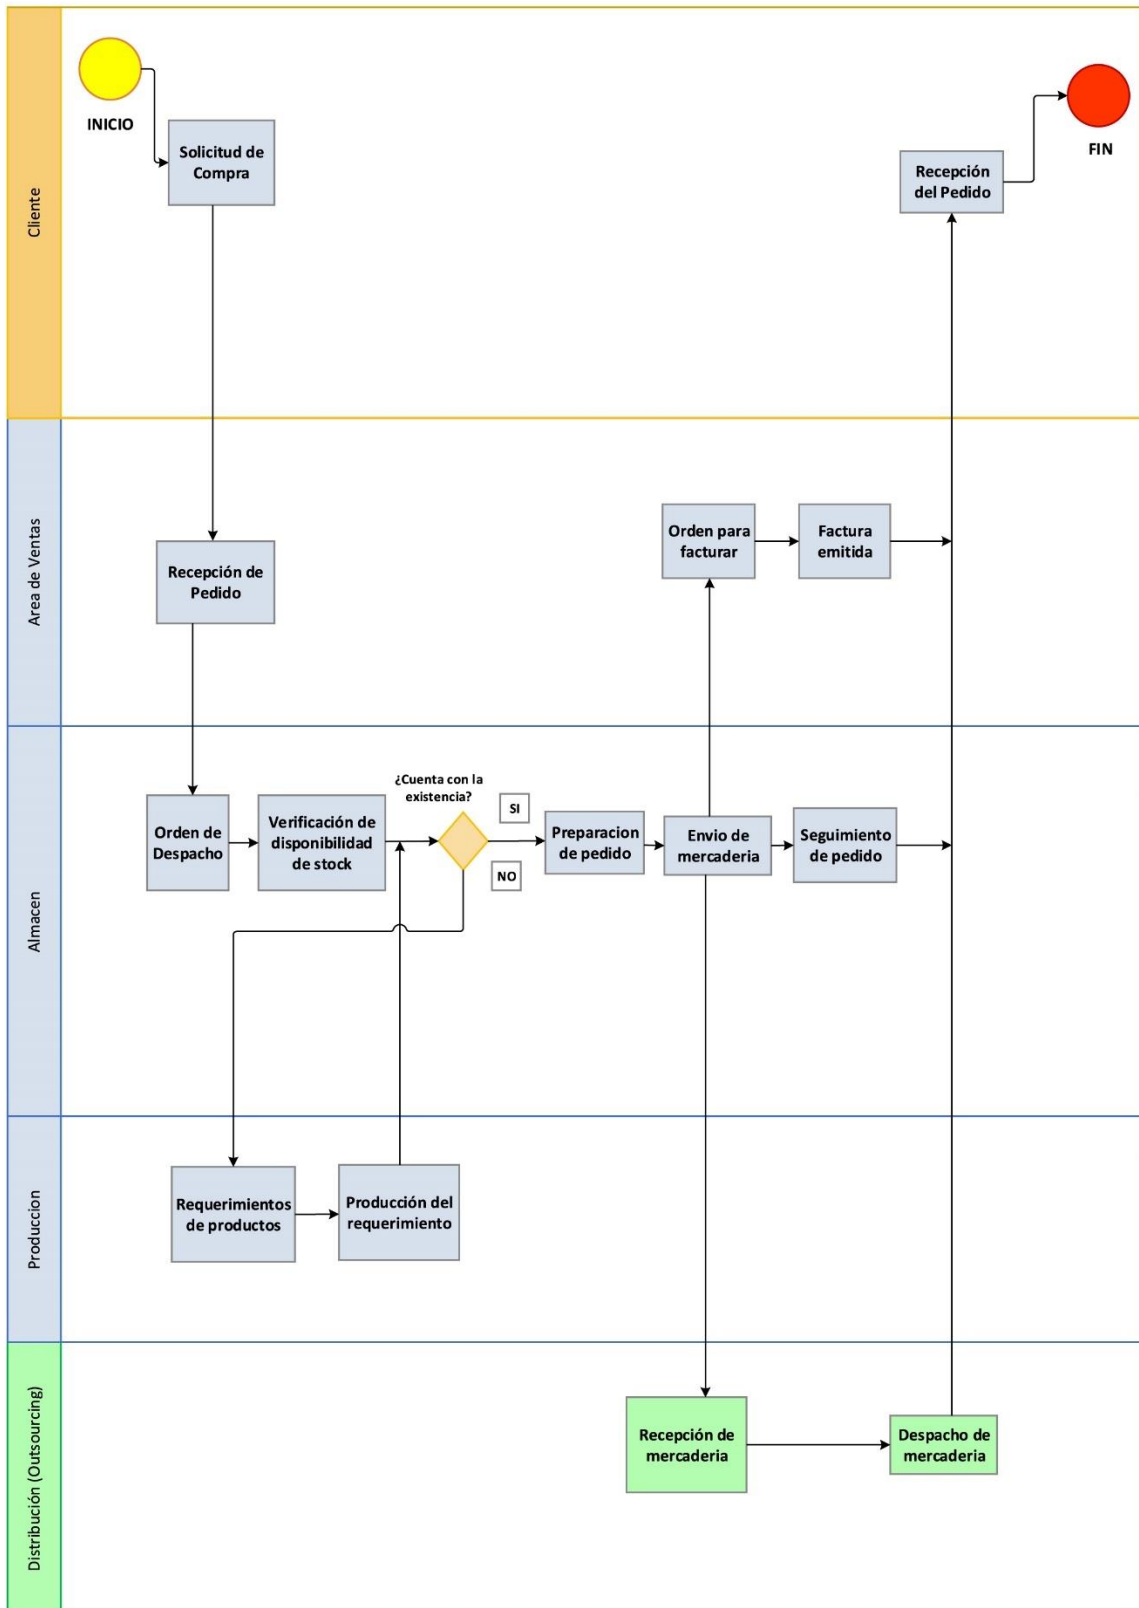 Cliente
INICIO
Solicitud de
Compra
Recepción
del Pedido
FIN
Area de Ventas
Recepción de
Pedido
Orden para
facturar
Factura
emitida
Almacen
Orden de
Despacho
Verificación de
disponibilidad
de stock
¿Cuenta con la
existencia?
SI
NO
Preparacion
de pedido
Envio de
mercaderia
Seguimiento
de pedido
Produccion
Requerimientos
de productos
Producción del
requerimiento
Distribución (Outsourcing)
Recepción de
mercaderia
Despacho de
mercaderia